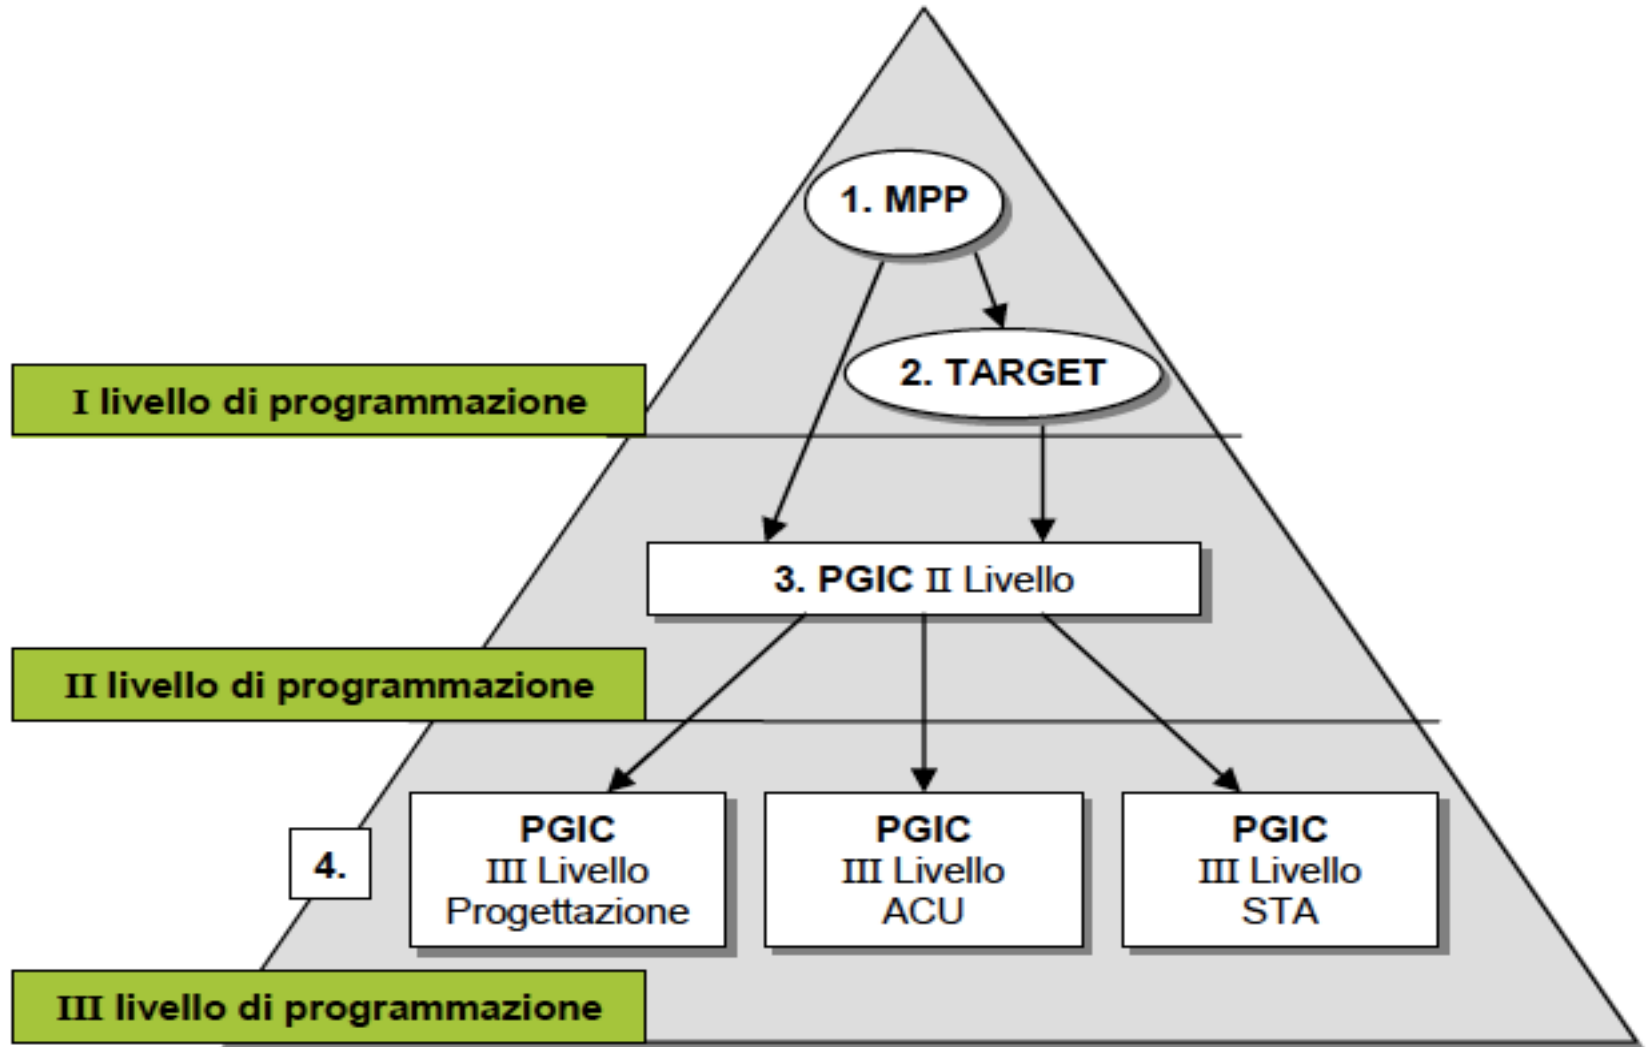 1. MPP
2. TARGET
I livello di programmazione
3. PGIC II Livello
II livello di programmazione
4.
PGIC
III Livello
Progettazione
PGIC
III Livello
ACU
PGIC
III Livello
STA
III livello di programmazione